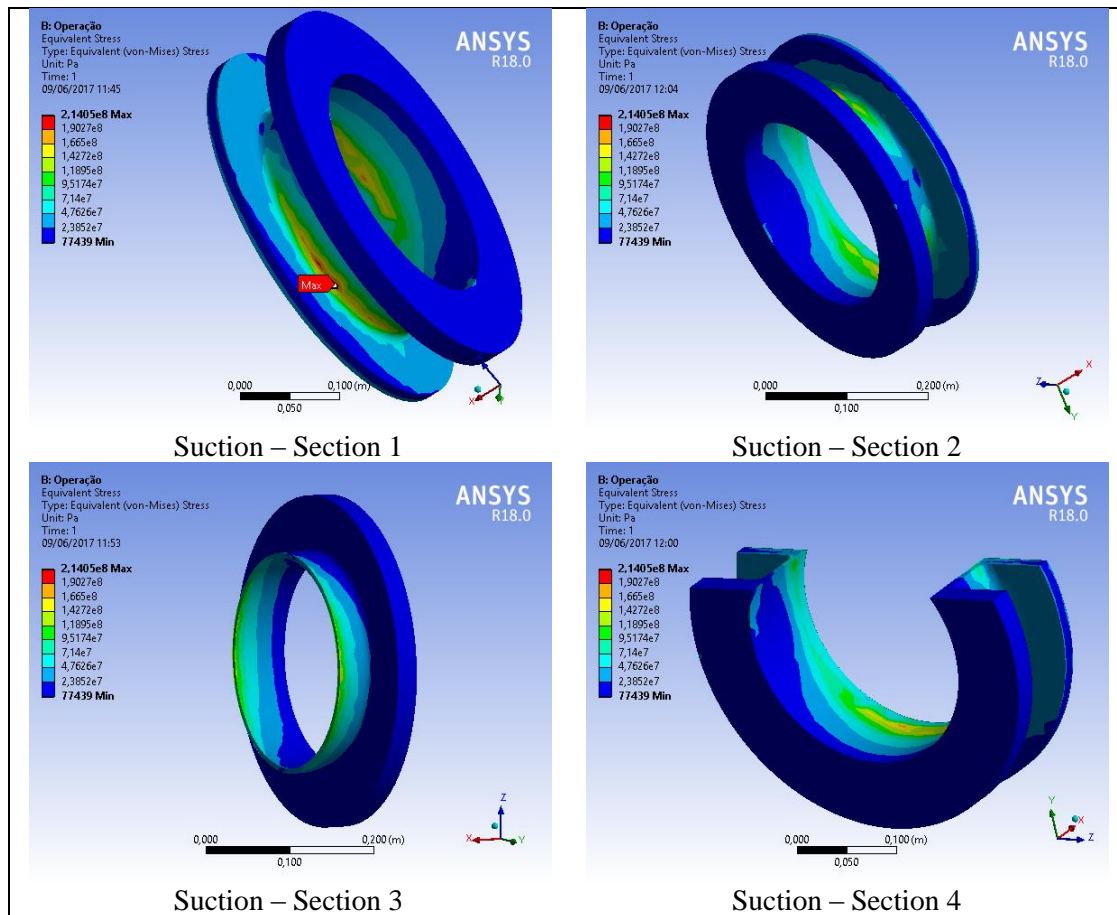 B: Operação
Equivalent Stress
Type: Equivalent (von-Mises) Stress
Unit: Pa
Time: 1
09/06/2017 11:45
ANSYS
R18.0
2,1405e8 Max
1,9027e8
1,665e8
1,4272e8
1,1895e8
9,5174e7
7,14e7
4,7626e7
2,3852e7
77439 Min
Max
0,000
0,100 (m)
0,050
X
Y
Suction – Section 1
B: Operação
Equivalent Stress
Type: Equivalent (von-Mises) Stress
Unit: Pa
Time: 1
09/06/2017 12:04
ANSYS
R18.0
2,1405e8 Max
1,9027e8
1,665e8
1,4272e8
1,1895e8
9,5174e7
7,14e7
4,7626e7
2,3852e7
77439 Min
0,000
0,200 (m)
0,100
X
Z
Y
Suction – Section 2
B: Operação
Equivalent Stress
Type: Equivalent (von-Mises) Stress
Unit: Pa
Time: 1
09/06/2017 11:53
ANSYS
R18.0
2,1405e8 Max
1,9027e8
1,665e8
1,4272e8
1,1895e8
9,5174e7
7,14e7
4,7626e7
2,3852e7
77439 Min
0,000
0,200 (m)
0,100
Z
X
Y
Suction – Section 3
B: Operação
Equivalent Stress
Type: Equivalent (von-Mises) Stress
Unit: Pa
Time: 1
09/06/2017 12:00
ANSYS
R18.0
2,1405e8 Max
1,9027e8
1,665e8
1,4272e8
1,1895e8
9,5174e7
7,14e7
4,7626e7
2,3852e7
77439 Min
0,000
0,100 (m)
0,050
Y
X
Z
Suction – Section 4